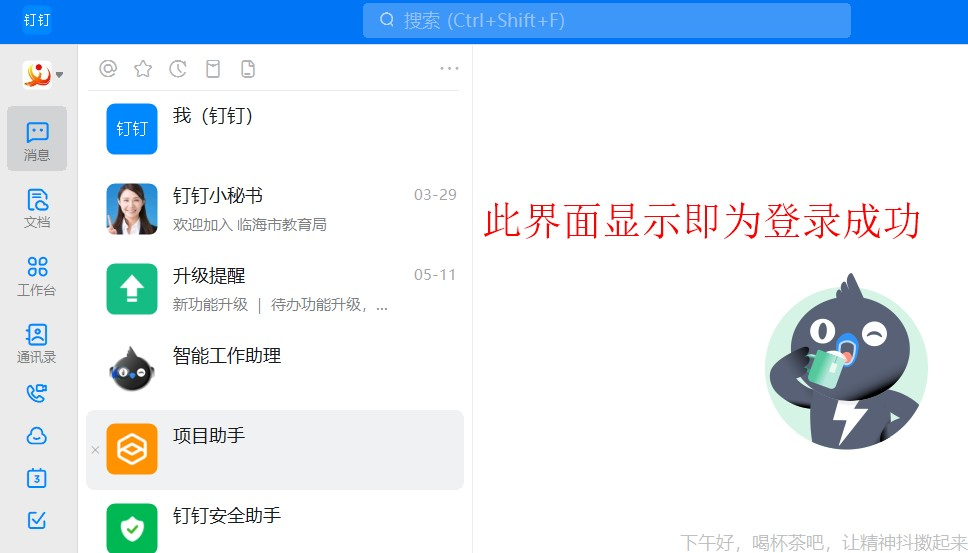 钉钉
搜索 (Ctrl+Shift+F)
消息
文档
工作台
通讯录
3
钉钉
我（钉钉）
钉钉小秘书
03-29
欢迎加入 临海市教育局
升级提醒
05-11
新功能升级 | 待办功能升级，...
智能工作助理
项目助手
钉钉安全助手
此界面显示即为登录成功
下午好，喝杯茶吧，让精神抖擞起来